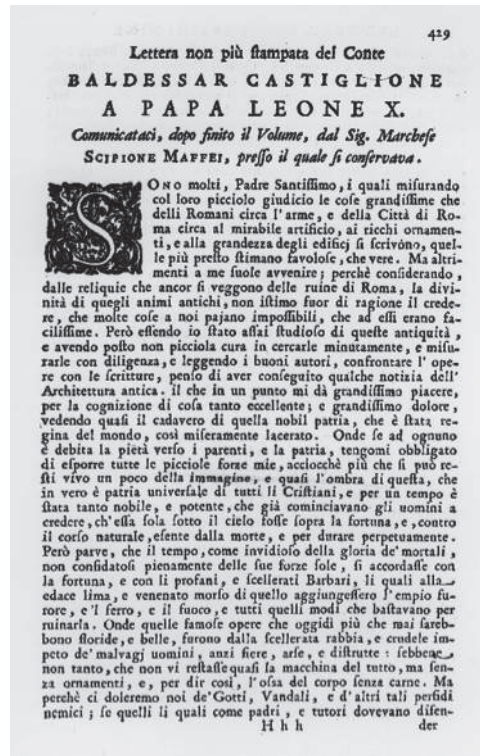 429
Lettera non più ſtampata del Conte
BALDESSAR CASTIGLIONE
A PAPA LEONE X.
Comunicataci, dopo finito il Volume, dal Sig. Marcheſe
SCIPIONE MAFFEI, preſſo il quale ſi conſervava.
SONO molti, Padre Santiſſimo, i quali miſurando
col loro picciolo giudicio le coſe grandiſſime che
delli Romani circa l'arme, e della Città di Ro-
ma circa al mirabile artificio, ai ricchi ornamen-
ti, e alla grandezza degli edificj ſi ſcrivóno, quel-
le più preſto ſtimano favoloſe, che vere. Ma altri-
menti a me ſuole avvenire; perchè conſiderando,
dalle reliquie che ancor ſi veggono delle ruine di Roma, la divi-
nità di quegli animi antichi, non iſtimo fuor di ragione il crede-
re, che molte coſe a noi pajano impoſſibili, che ad eſſi erano fa-
ciliſſime. Però eſſendo io ſtato aſſai ſtudioſo di queſte antiquità,
e avendo poſto non picciola cura in cercarle minutamente, e miſu-
rarle con diligenza, e leggendo i buoni autori, confrontare l'ope-
re con le ſcritture, penſo di aver conſeguito qualche notizia dell'
Architettura antica. il che in un punto mi dà grandiſſimo piacere,
per la cognizione di coſa tanto eccellente; e grandiſſimo dolore,
vedendo quaſi il cadavero di quella nobil patria, che è ſtata re-
gina del mondo, così miſeramente lacerato. Onde ſe ad ognuno
è debita la pietà verſo i parenti, e la patria, tengomi obbligato
di eſporre tutte le picciole forze mie, acciocchè più che ſi può re-
ſti vivo un poco della immagine, e quaſi l'ombra di queſta, che
in vero è patria univerſale di tutti li Criſtiani, e per un tempo è
ſtata tanto nobile, e potente, che già cominciavano gli uomini a
credere, ch'eſſa ſola ſotto il cielo foſſe ſopra la fortuna, e, contro
il corſo naturale, eſente dalla morte, e per durare perpetuamente.
Però parve, che il tempo, come invidioſo della gloria de' mortali,
non confidatoſi pienamente delle ſue forze ſole, ſi accordaſſe con
la fortuna, e con li profani, e ſcellerati Barbari, li quali alla
edace lima, e venenato morſo di quello aggiungeſſero l'empio fu-
rore, e 'l ferro, e il fuoco, e tutti quelli modi che baſtavano per
ruinarla. Onde quelle famoſe opere che oggidì più che mai ſareb-
bono floride, e belle, furono dalla ſcellerata rabbia, e crudele im-
peto de' malvagj uomini, anzi fiere, arſe, e diſtrutte: ſebbene
non tanto, che non vi reſtaſſe quaſi la macchina del tutto, ma ſen-
za ornamenti, e, per dir così, l'oſſa del corpo ſenza carne. Ma
perchè ci doleremo noi de' Gotti, Vandali, e d'altri tali perfidi
nemici; ſe quelli li quali come padri, e tutori dovevano difen-
H h h der